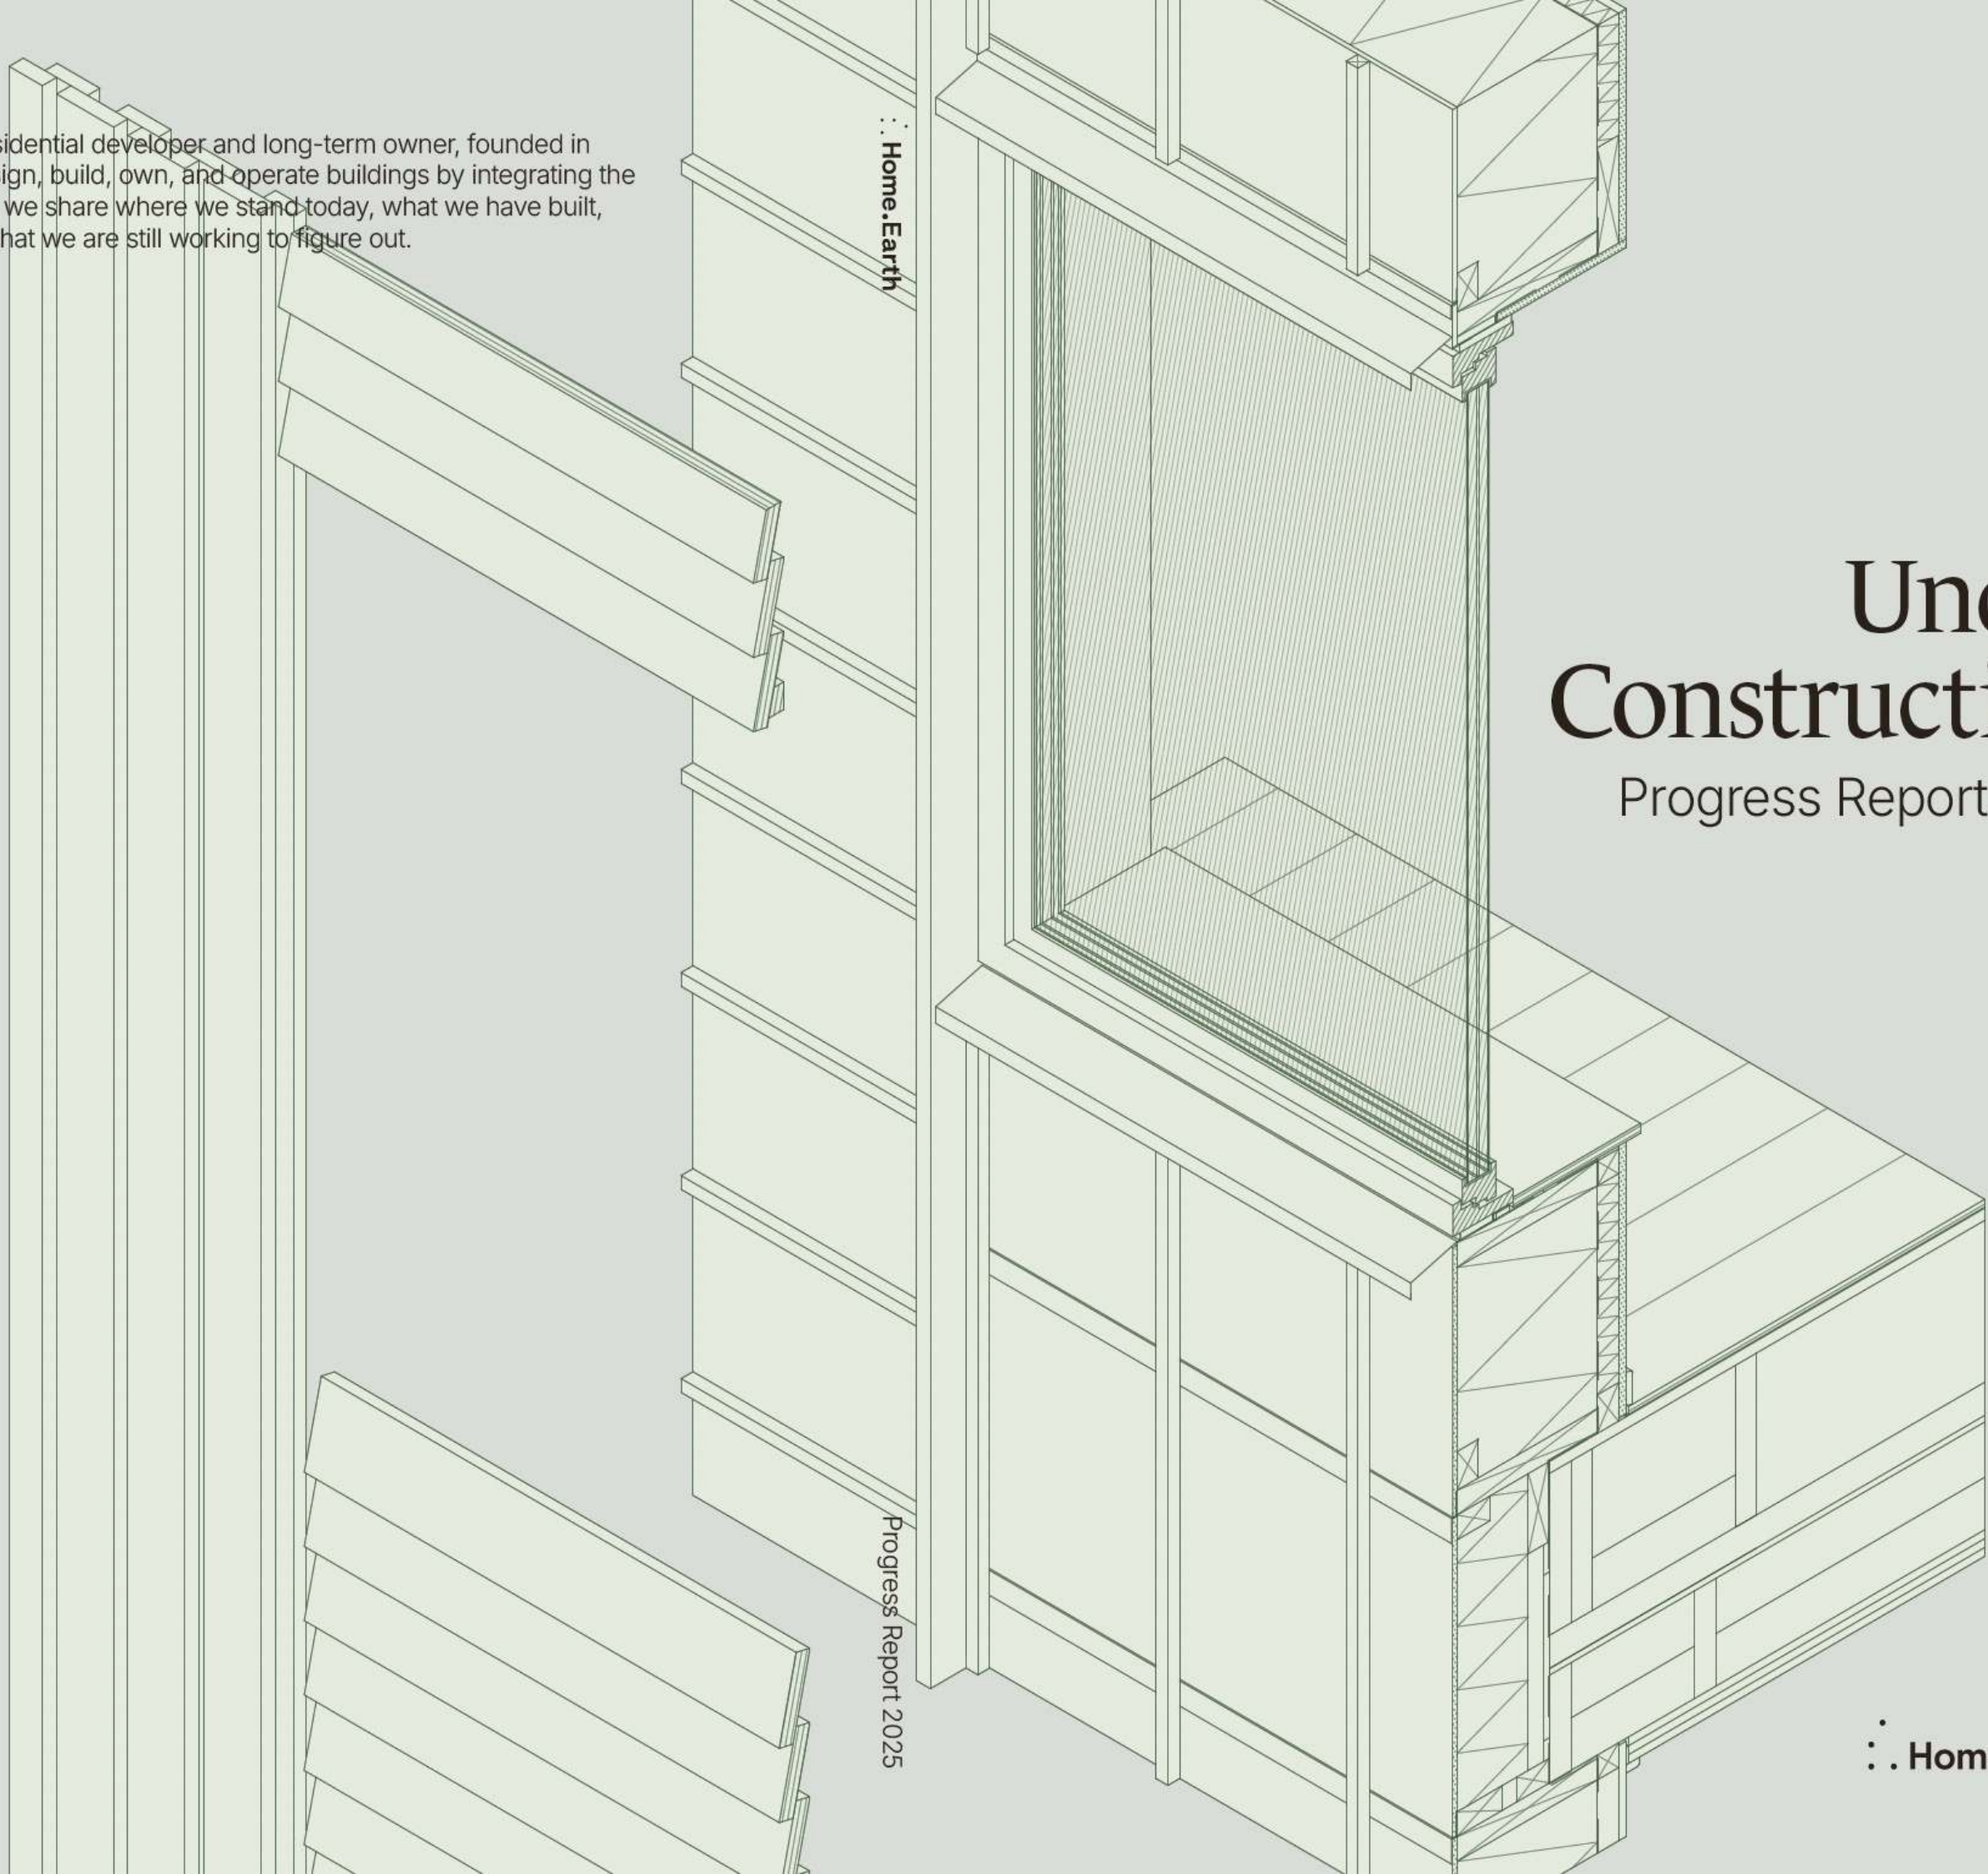 sidential developer and long-term owner, founded in
ign, build, own, and operate buildings by integrating the
we share where we stand today, what we have built,
hat we are still working to figure out.
Home.Earth
Progress Report 2025
Und
Constructi
Progress Report
Hom